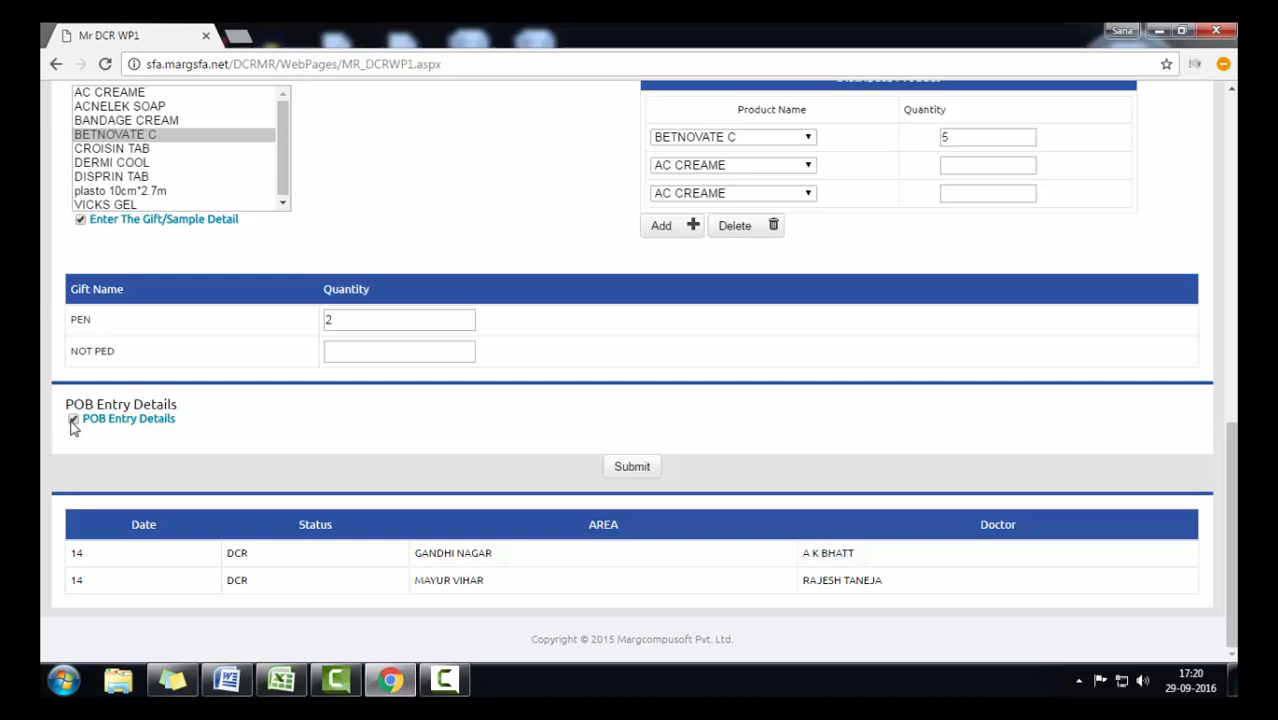 Mr DCR WP1
Sana
sfa.margsfa.net/DCRMR/WebPages/MR_DCRWP1.aspx
AC CREAME
ACNELEK SOAP
BANDAGE CREAM
BETNOVATE C
CROISIN TAB
DERMI COOL
DISPRIN TAB
plasto 10cm*2.7m
VICKS GEL
Enter The Gift/Sample Detail
Product Name Quantity
BETNOVATE C 5
AC CREAME
AC CREAME
Add Delete
Gift Name Quantity
PEN 2
NOT PED
POB Entry Details
POB Entry Details
Submit
Date Status AREA Doctor
14 DCR GANDHI NAGAR A K BHATT
14 DCR MAYUR VIHAR RAJESH TANEJA
Copyright © 2015 Margcompusoft Pvt. Ltd.
17:20
29-09-2016